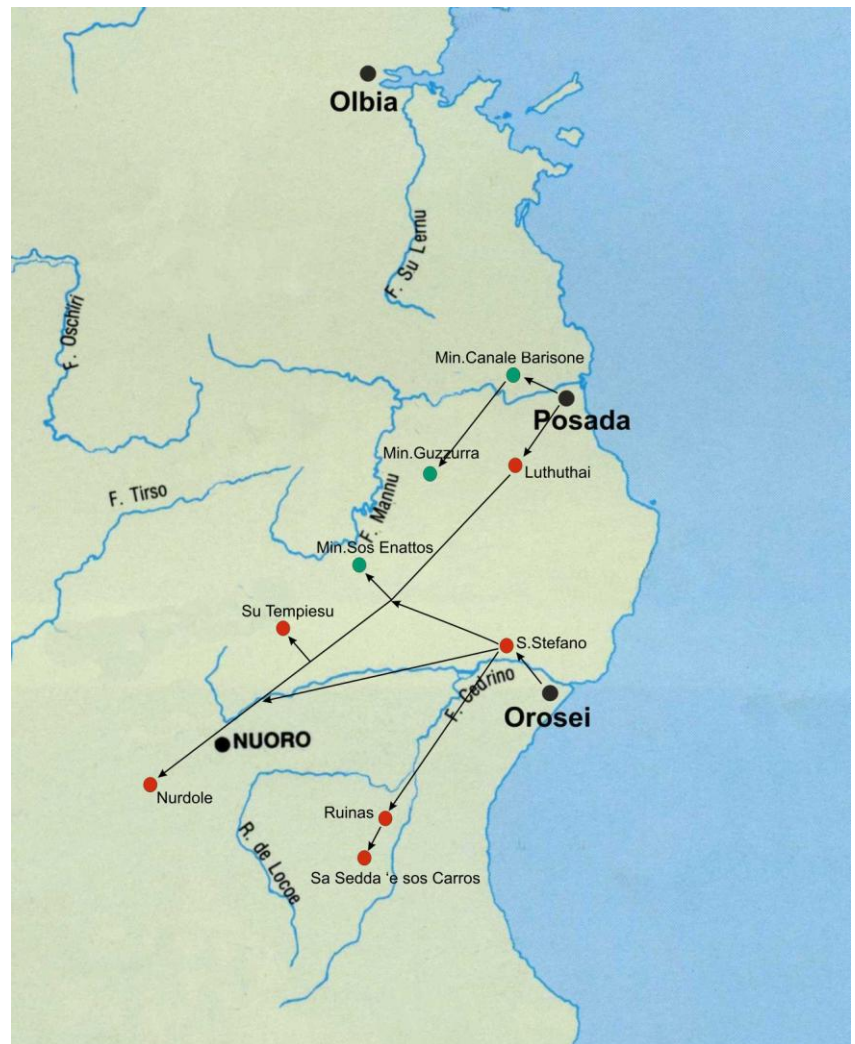 Olbia
F. Su Lernu
F. Oschiri
Min.Canale Barisone
Posada
Min.Guzzurra
Luthuthai
F. Tirso
F. Mannu
Min.Sos Enattos
Su Tempiesu
S.Stefano
F. Cedrino
Orosei
NUORO
Nurdole
Ruinas
R. de Locoe
Sa Sedda 'e sos Carros